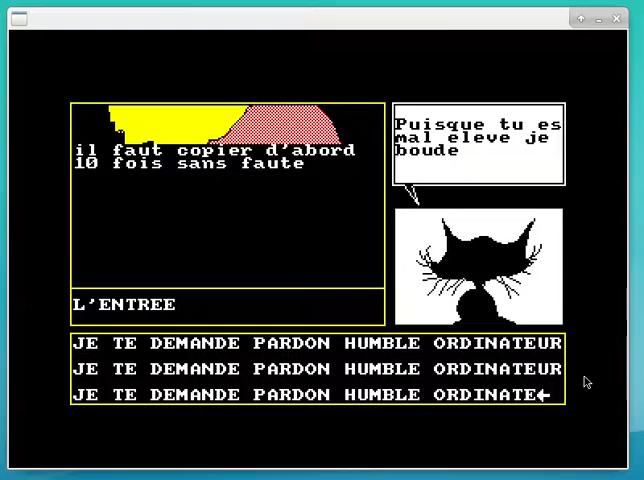 il faut copier d'abord
10 fois sans faute
Puisque tu es
mal eleve je
boude
L'ENTREE
JE TE DEMANDE PARDON HUMBLE ORDINATEUR
JE TE DEMANDE PARDON HUMBLE ORDINATEUR
JE TE DEMANDE PARDON HUMBLE ORDINATE←